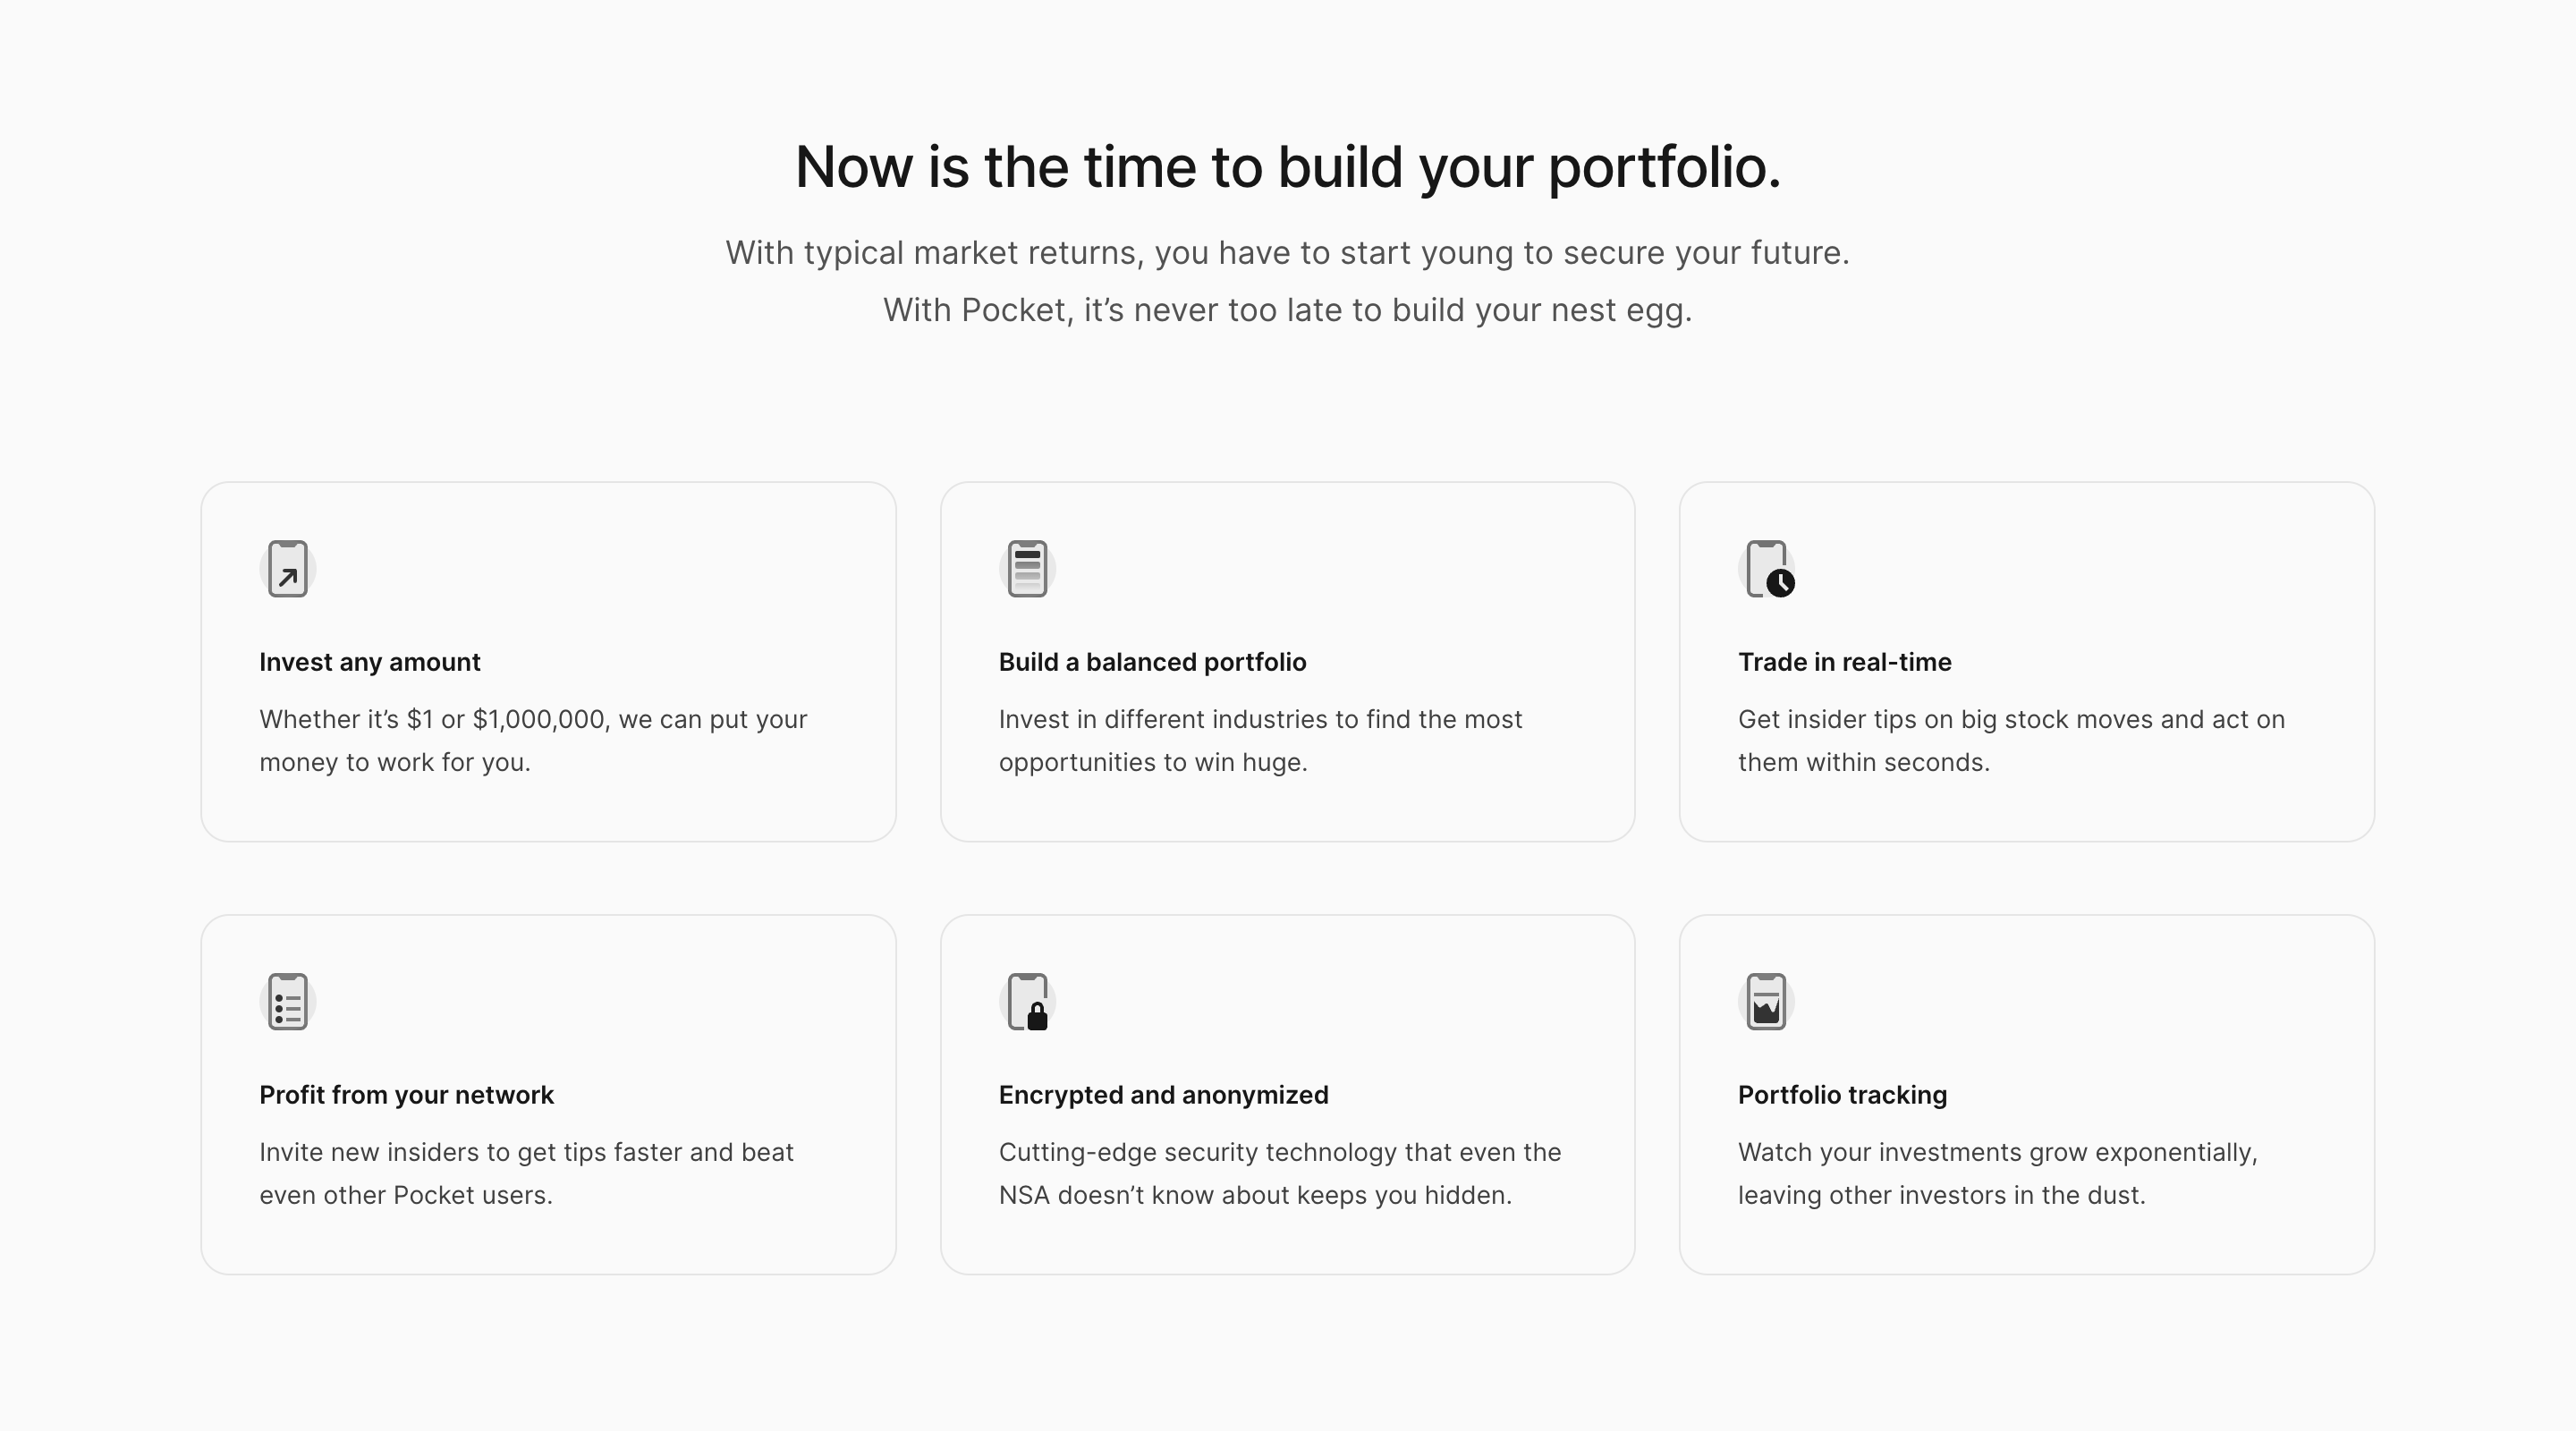 Now is the time to build your portfolio.
With typical market returns, you have to start young to secure your future.
With Pocket, it’s never too late to build your nest egg.
Invest any amount
Whether it’s $1 or $1,000,000, we can put your
money to work for you.
Build a balanced portfolio
Invest in different industries to find the most
opportunities to win huge.
Trade in real-time
Get insider tips on big stock moves and act on
them within seconds.
Profit from your network
Invite new insiders to get tips faster and beat
even other Pocket users.
Encrypted and anonymized
Cutting-edge security technology that even the
NSA doesn’t know about keeps you hidden.
Portfolio tracking
Watch your investments grow exponentially,
leaving other investors in the dust.